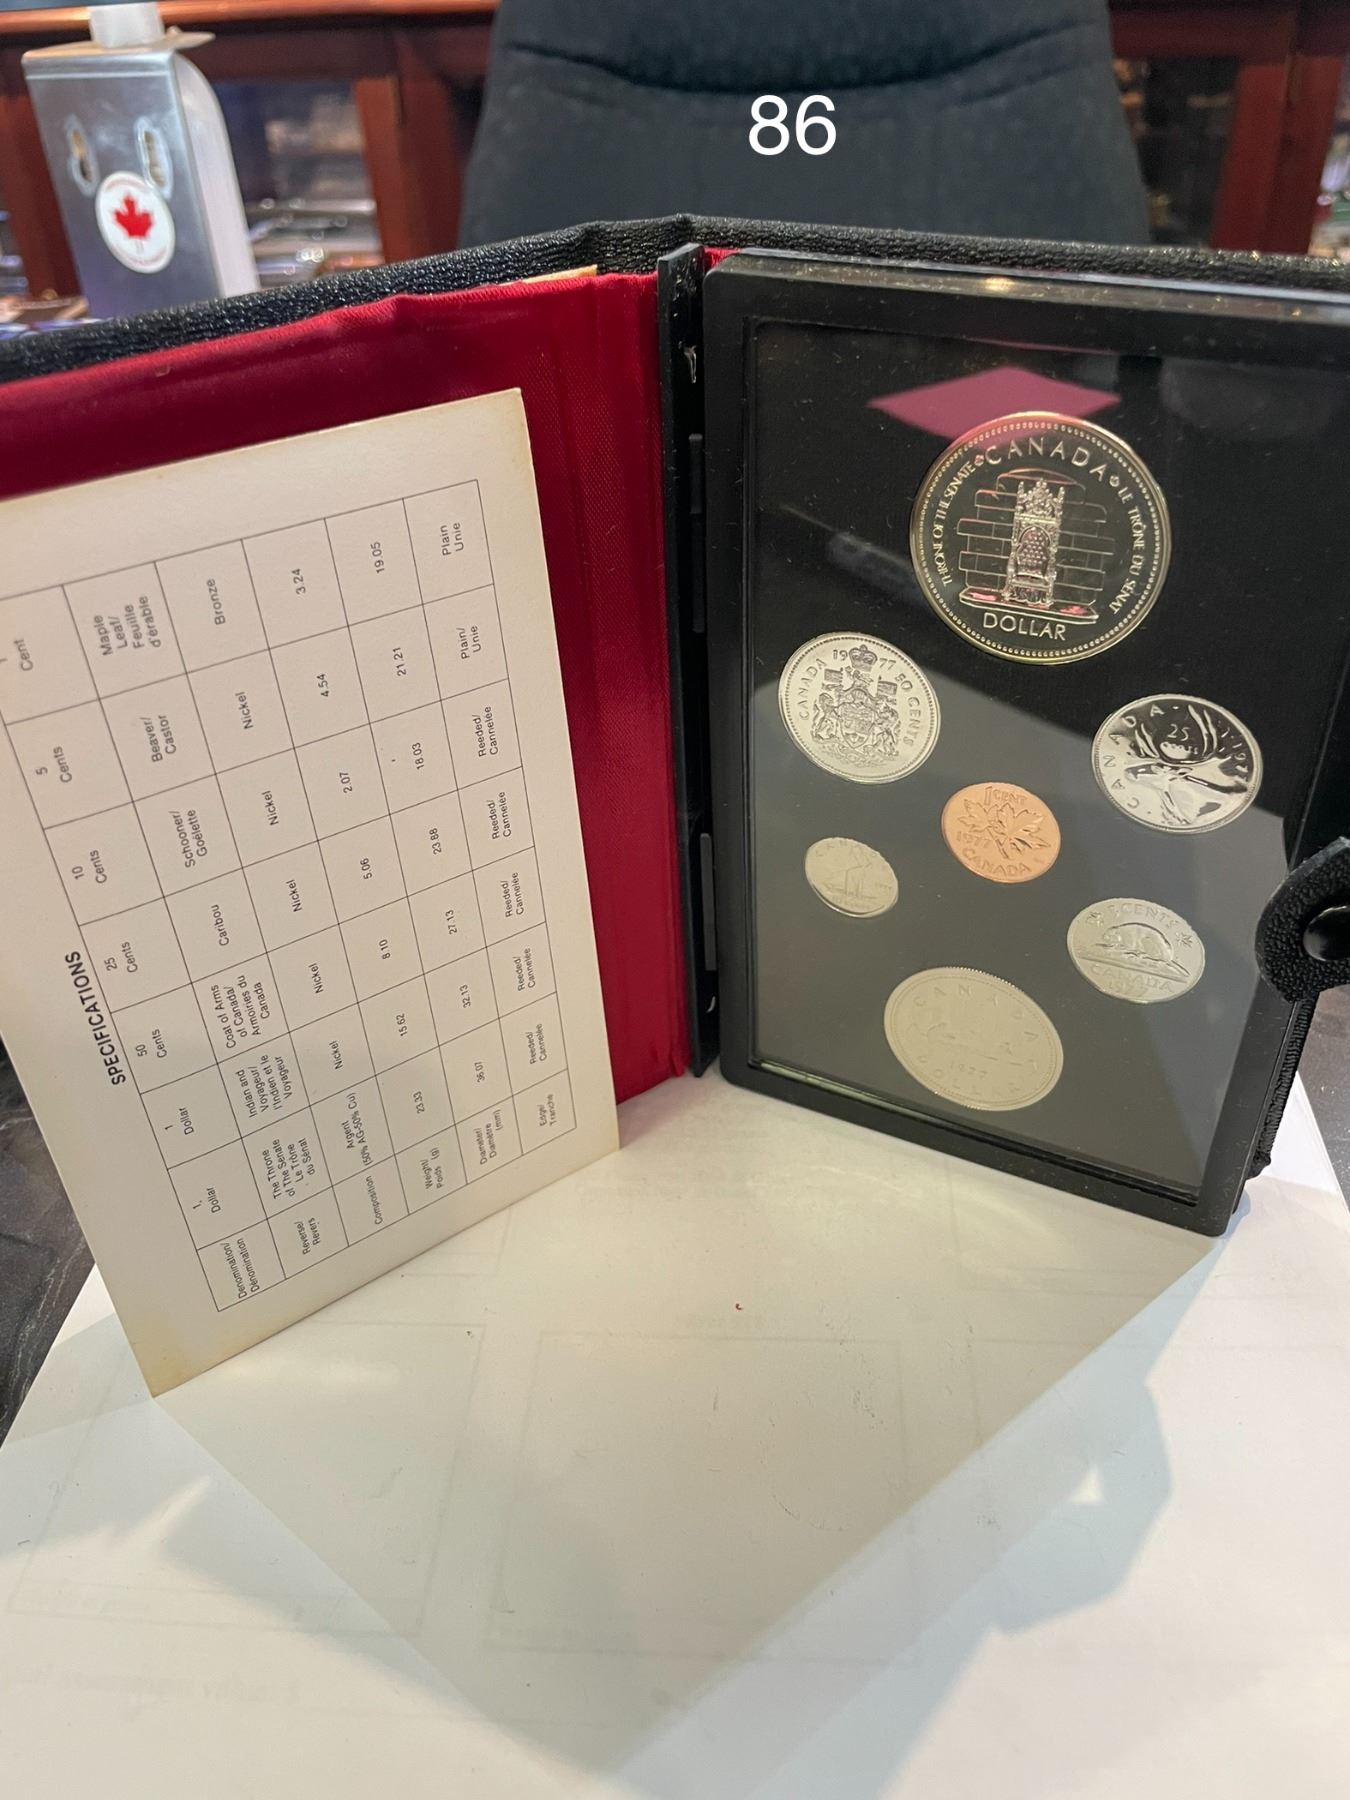 86
SPECIFICATIONS
Denomination/
Dénomination
1.
Dollar
1
Dollar
50
Cents
25
Cents
10
Cents
5
Cents
Cent
Reverse/
Revers
The Throne
of The Senate
Le Trône
du Sénat
Indian and
Voyageur/
l'Indien et le
Voyageur
Coat of Arms
of Canada/
Armoiries du
Canada
Caribou
Schooner/
Goélette
Beaver/
Castor
Maple
Leaf/
Feuille
d'érable
Composition
Argent
(50% AG-50% Cu)
Nickel
Nickel
Nickel
Nickel
Nickel
Bronze
Weight/
Poids (g)
23.33
15.62
8.10
5.06
2.07
4.54
3.24
Diameter/
Diamètre
(mm)
36.07
32.13
27.13
23.88
18.03
21.21
19.05
Edge/
Tranche
Reeded/
Cannelée
Reeded/
Cannelée
Reeded/
Cannelée
Reeded/
Cannelée
Reeded/
Cannelée
Plain/
Unie
Plain
Unie
CANADA
THRONE OF THE SENATE
LE TRÔNE DU SÉNAT
DOLLAR
CANADA 1977 50 CENTS
CANADA
25
1 CENT
1977
CANADA
CANADA
5 CENTS
CANADA
CANADA
1977